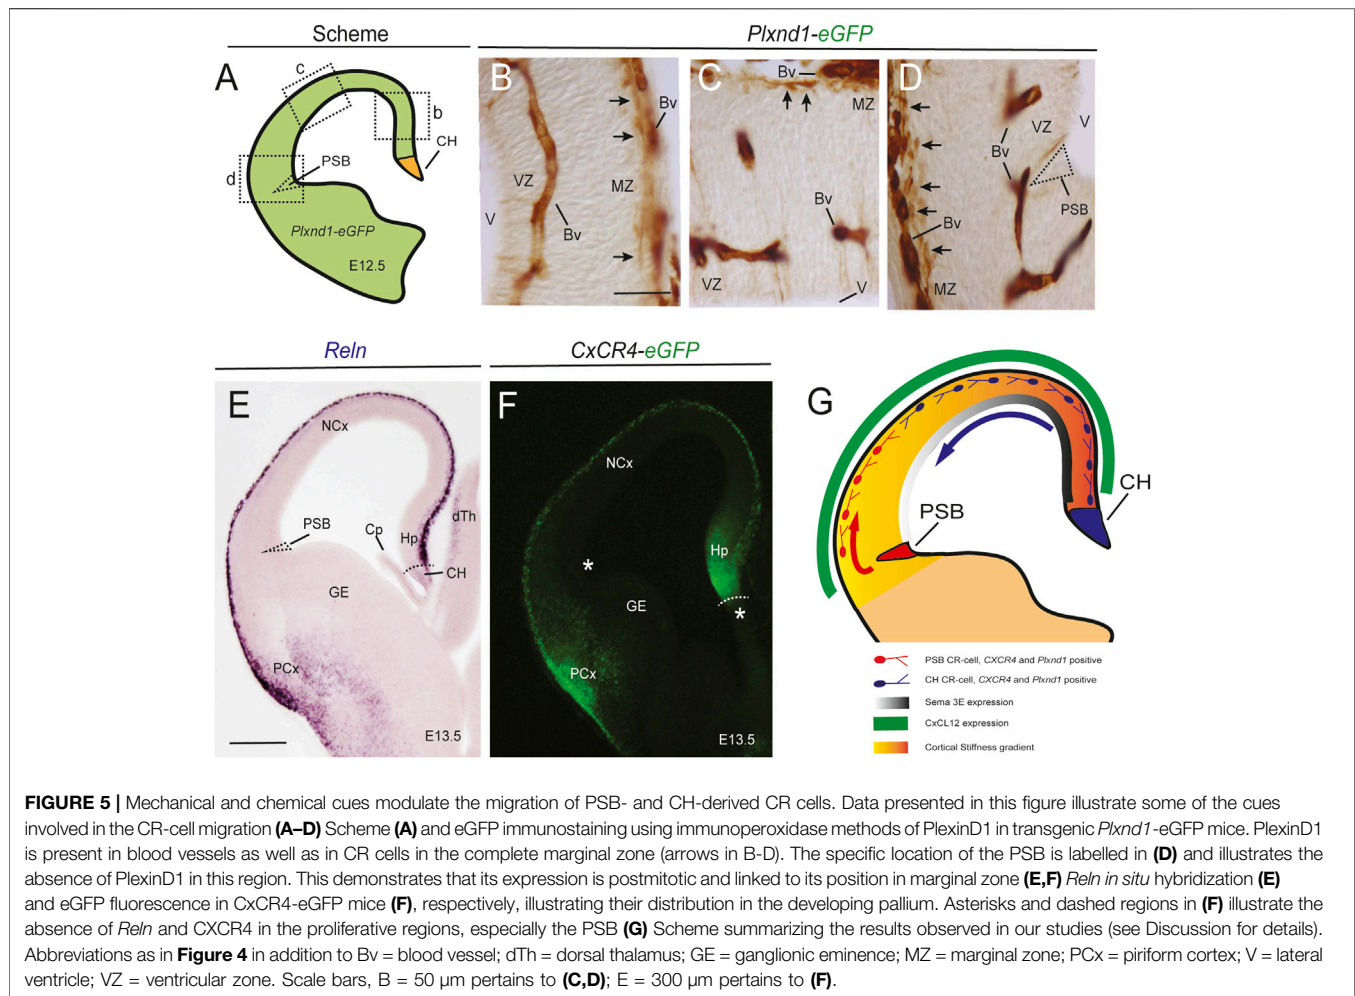 Scheme
Plxnd1-eGFP
A
c
b
PSB
CH
d
Plxnd1-eGFP
E12.5
B
Bv
MZ
VZ
V
Bv
C
Bv
MZ
Bv
VZ
V
D
VZ
V
Bv
PSB
Bv
MZ
Reln
CxCR4-eGFP
E
NCx
PSB
Cp
Hp
dTh
CH
GE
PCx
E13.5
F
NCx
Hp
*
GE
*
PCx
E13.5
G
CH
PSB
PSB CR-cell, CXCR4 and Plxnd1 positive
CH CR-cell, CXCR4 and Plxnd1 positive
Sema 3E expression
CxCL12 expression
Cortical Stiffness gradient
FIGURE 5 | Mechanical and chemical cues modulate the migration of PSB- and CH-derived CR cells. Data presented in this figure illustrate some of the cues
involved in the CR-cell migration (A–D) Scheme (A) and eGFP immunostaining using immunoperoxidase methods of PlexinD1 in transgenic Plxnd1-eGFP mice. PlexinD1
is present in blood vessels as well as in CR cells in the complete marginal zone (arrows in B-D). The specific location of the PSB is labelled in (D) and illustrates the
absence of PlexinD1 in this region. This demonstrates that its expression is postmitotic and linked to its position in marginal zone (E,F) Reln in situ hybridization (E)
and eGFP fluorescence in CxCR4-eGFP mice (F), respectively, illustrating their distribution in the developing pallium. Asterisks and dashed regions in (F) illustrate the
absence of Reln and CXCR4 in the proliferative regions, especially the PSB (G) Scheme summarizing the results observed in our studies (see Discussion for details).
Abbreviations as in Figure 4 in addition to Bv = blood vessel; dTh = dorsal thalamus; GE = ganglionic eminence; MZ = marginal zone; PCx = piriform cortex; V = lateral
ventricle; VZ = ventricular zone. Scale bars, B = 50 µm pertains to (C,D); E = 300 µm pertains to (F).